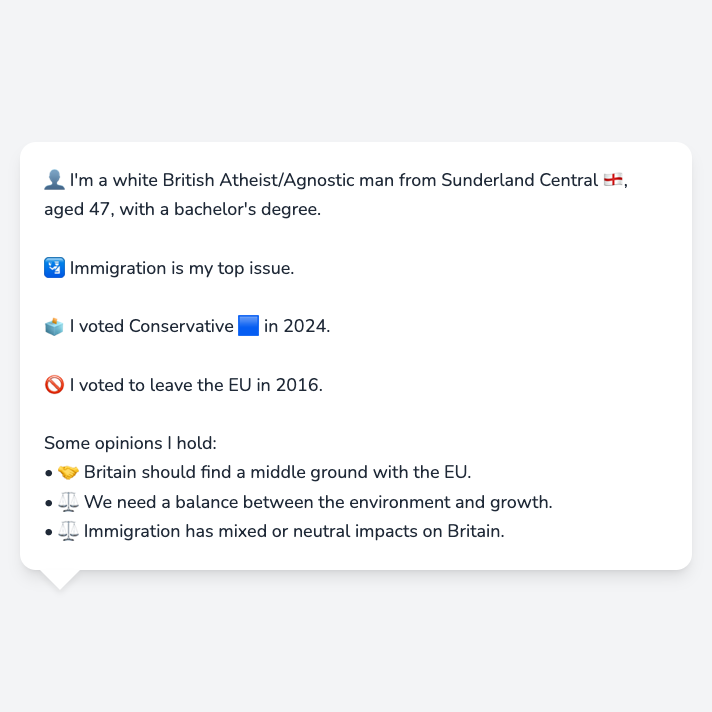 👤 I'm a white British Atheist/Agnostic man from Sunderland Central 🏴󠁧󠁢󠁥󠁮󠁧󠁿,
aged 47, with a bachelor's degree.
🛂 Immigration is my top issue.
🗳️ I voted Conservative 🟦 in 2024.
🚫 I voted to leave the EU in 2016.
Some opinions I hold:
• 🤝 Britain should find a middle ground with the EU.
• ⚖️ We need a balance between the environment and growth.
• ⚖️ Immigration has mixed or neutral impacts on Britain.